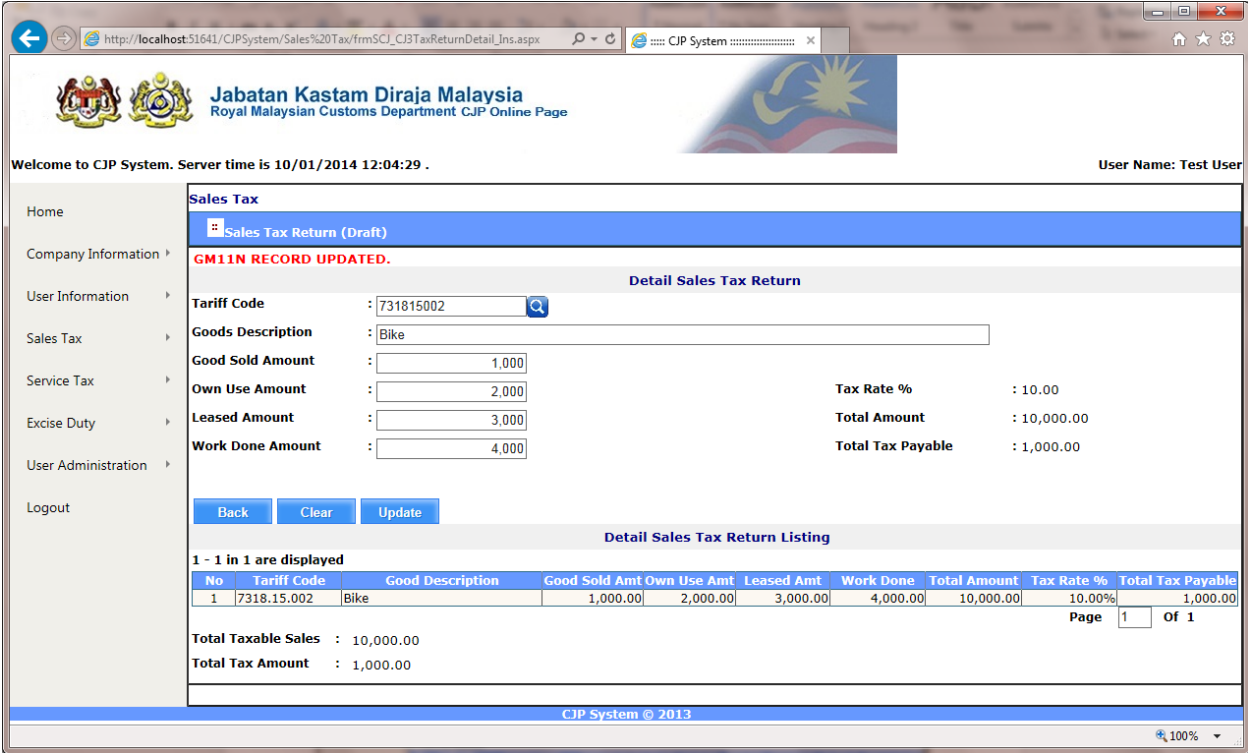 http://localhost:51641/CJPSystem/Sales%20Tax/frmSCJ_CJ3TaxReturnDetail_Ins.aspx
::::: CJP System ::::::::::::::::::::::
Jabatan Kastam Diraja Malaysia
Royal Malaysian Customs Department CJP Online Page
Welcome to CJP System. Server time is 10/01/2014 12:04:29 . User Name: Test User
Home
Company Information
User Information
Sales Tax
Service Tax
Excise Duty
User Administration
Logout
Sales Tax
Sales Tax Return (Draft)
GM11N RECORD UPDATED.
Detail Sales Tax Return
Tariff Code : 731815002
Goods Description : Bike
Good Sold Amount : 1,000
Own Use Amount : 2,000 Tax Rate % : 10.00
Leased Amount : 3,000 Total Amount : 10,000.00
Work Done Amount : 4,000 Total Tax Payable : 1,000.00
Back Clear Update
Detail Sales Tax Return Listing
1 - 1 in 1 are displayed
No Tariff Code Good Description Good Sold Amt Own Use Amt Leased Amt Work Done Total Amount Tax Rate % Total Tax Payable
1 7318.15.002 Bike 1,000.00 2,000.00 3,000.00 4,000.00 10,000.00 10.00% 1,000.00
Page 1 Of 1
Total Taxable Sales : 10,000.00
Total Tax Amount : 1,000.00
CJP System © 2013
100%